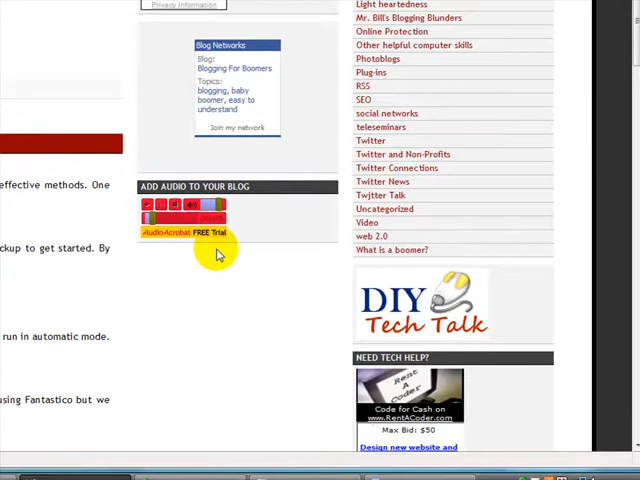 Privacy Information
Blog Networks
Blog:
Blogging For Boomers
Topics:
blogging, baby
boomer, easy to
understand
Join my network
effective methods. One
ckup to get started. By
run in automatic mode.
using Fantastico but we
ADD AUDIO TO YOUR BLOG
AudioAcrobat FREE Trial
Light heartedness
Mr. Bill's Blogging Blunders
Online Protection
Other helpful computer skills
Photoblogs
Plug-ins
RSS
SEO
social networks
teleseminars
Twitter
Twitter and Non-Profits
Twitter Connections
Twitter News
Twjtter Talk
Uncategorized
Video
web 2.0
What is a boomer?
DIY
Tech Talk
NEED TECH HELP?
Rent
A
Coder
Code for Cash on
www.RentACoder.com
Max Bid: $50
Design new website and